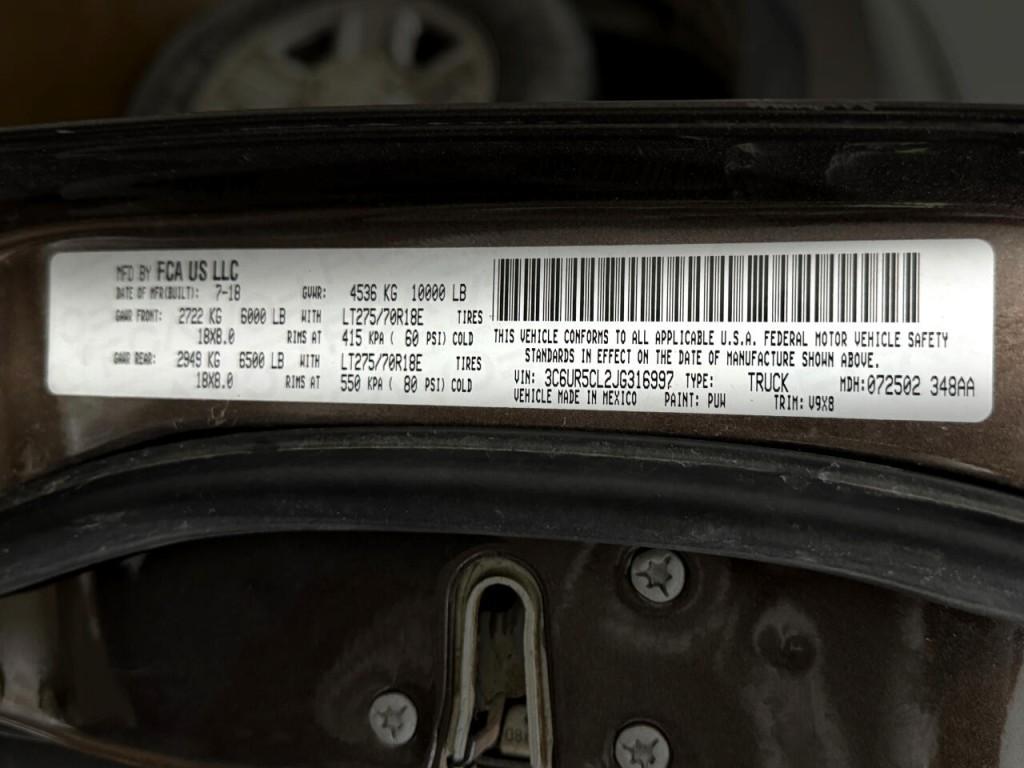 MFD BY FCA US LLC
DATE OF MFR(BUILT): 7-18 GVWR: 4536 KG 10000 LB
GAWR FRONT: 2722 KG 6000 LB WITH LT275/70R18E TIRES
18X8.0 RIMS AT 415 KPA ( 60 PSI) COLD
GAWR REAR: 2949 KG 6500 LB WITH LT275/70R18E TIRES
18X8.0 RIMS AT 550 KPA ( 80 PSI) COLD
THIS VEHICLE CONFORMS TO ALL APPLICABLE U.S.A. FEDERAL MOTOR VEHICLE SAFETY
STANDARDS IN EFFECT ON THE DATE OF MANUFACTURE SHOWN ABOVE.
VIN: 3C6UR5CL2JG316997 TYPE: TRUCK MDH:072502 348AA
VEHICLE MADE IN MEXICO PAINT: PUW TRIM: V9X8